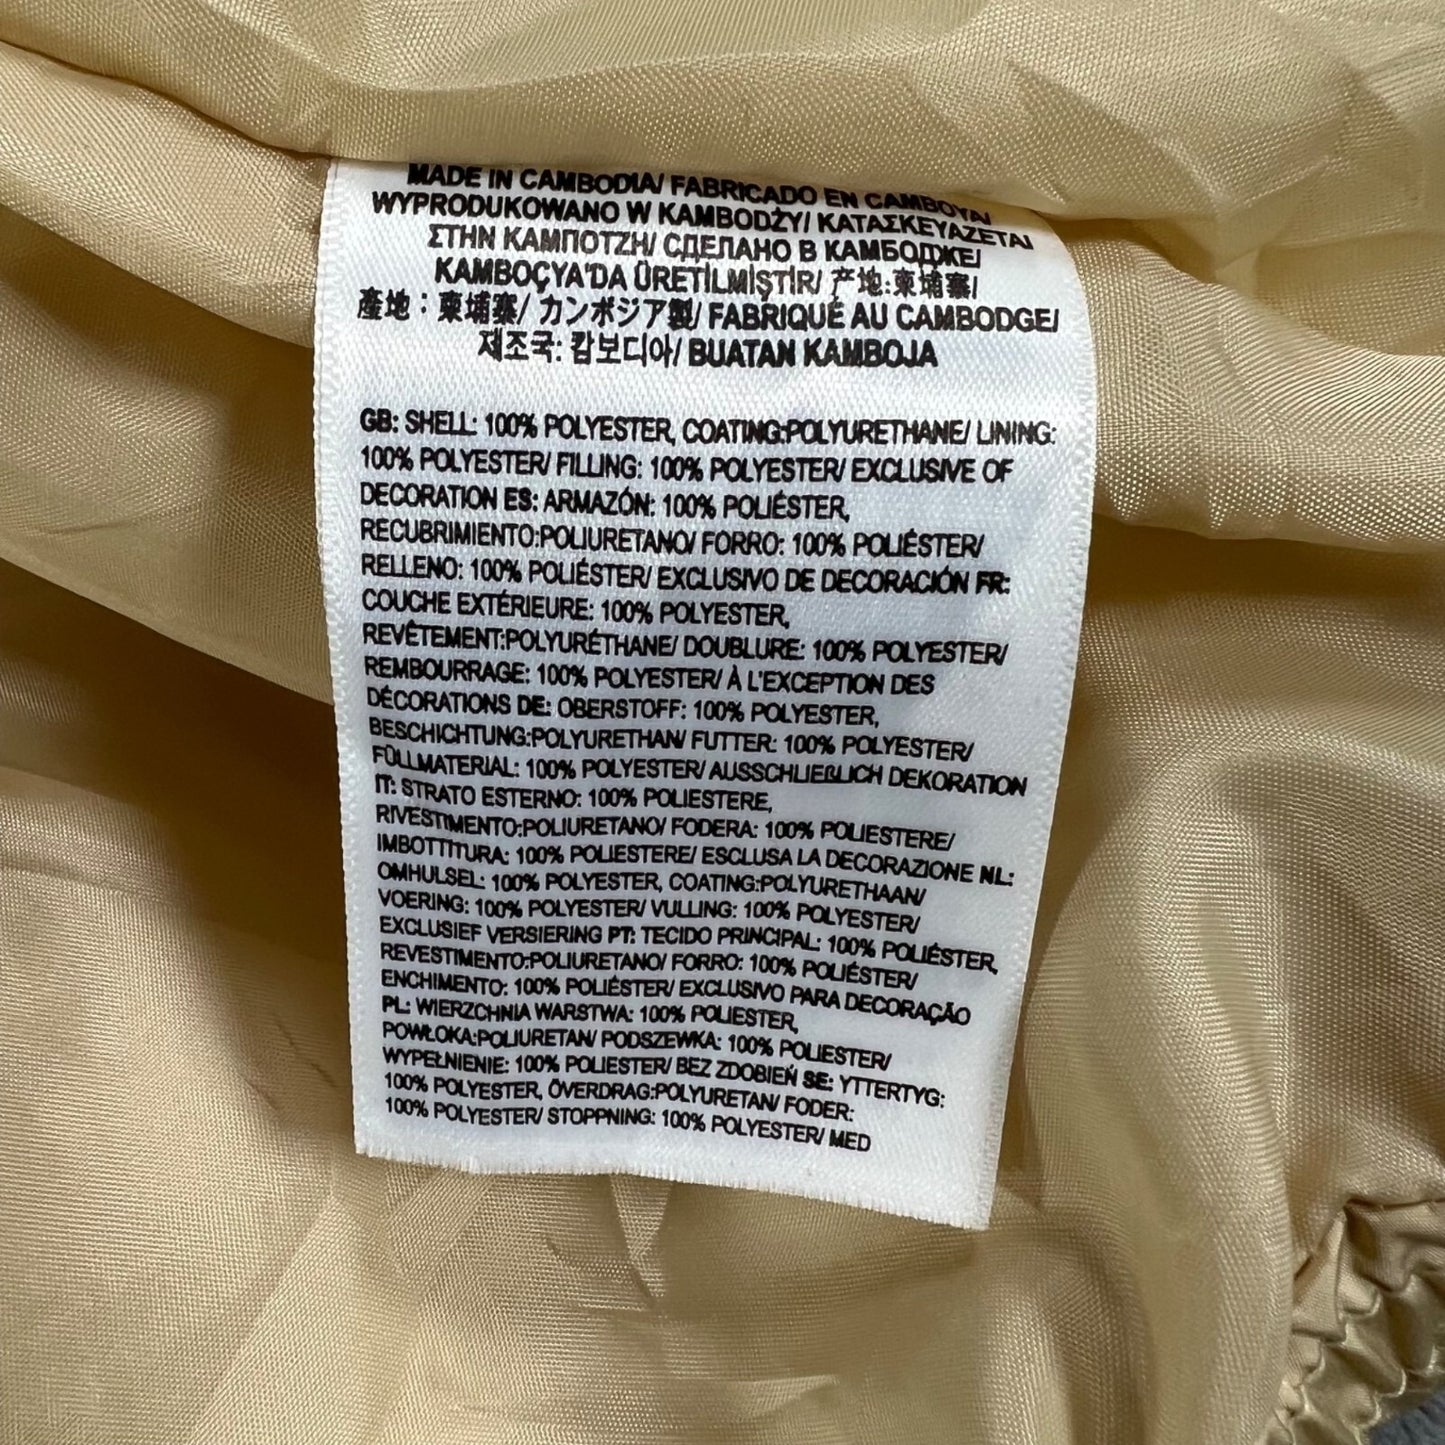 MADE IN CAMBODIA/ FABRICADO EN CAMBOYA/
WYPRODUKOWANO W KAMBODŻY/ ΚΑΤΑΣΚΕΥΑΖΕΤΑΙ
ΣΤΗΝ ΚΑΜΠΟΤΖΗ/ СДЕЛАНО В КАМБОДЖЕ/
KAMBOÇYA'DA ÜRETİLMİŞTİR/ 产地:柬埔寨/
產地：柬埔寨/ カンボジア製/ FABRIQUÉ AU CAMBODGE/
제조국: 캄보디아/ BUATAN KAMBOJA
GB: SHELL: 100% POLYESTER, COATING:POLYURETHANE/ LINING:
100% POLYESTER/ FILLING: 100% POLYESTER/ EXCLUSIVE OF
DECORATION ES: ARMAZÓN: 100% POLIÉSTER,
RECUBRIMIENTO:POLIURETANO/ FORRO: 100% POLIÉSTER/
RELLENO: 100% POLIÉSTER/ EXCLUSIVO DE DECORACIÓN FR:
COUCHE EXTÉRIEURE: 100% POLYESTER,
REVÊTEMENT:POLYURÉTHANE/ DOUBLURE: 100% POLYESTER/
REMBOURRAGE: 100% POLYESTER/ À L'EXCEPTION DES
DÉCORATIONS DE: OBERSTOFF: 100% POLYESTER,
BESCHICHTUNG:POLYURETHAN/ FUTTER: 100% POLYESTER/
FÜLLMATERIAL: 100% POLYESTER/ AUSSCHLIEßLICH DEKORATION
IT: STRATO ESTERNO: 100% POLIESTERE,
RIVESTIMENTO:POLIURETANO/ FODERA: 100% POLIESTERE/
IMBOTTITURA: 100% POLIESTERE/ ESCLUSA LA DECORAZIONE NL:
OMHULSEL: 100% POLYESTER, COATING:POLYURETHAAN/
VOERING: 100% POLYESTER/ VULLING: 100% POLYESTER/
EXCLUSIEF VERSIERING PT: TECIDO PRINCIPAL: 100% POLIÉSTER,
REVESTIMENTO:POLIURETANO/ FORRO: 100% POLIÉSTER/
ENCHIMENTO: 100% POLIÉSTER/ EXCLUSIVO PARA DECORAÇÃO
PL: WIERZCHNIA WARSTWA: 100% POLIESTER,
POWŁOKA:POLIURETAN/ PODSZEWKA: 100% POLIESTER/
WYPEŁNIENIE: 100% POLIESTER/ BEZ ZDOBIEŃ SE: YTTERTYG:
100% POLYESTER, ÖVERDRAG:POLYURETAN/ FODER:
100% POLYESTER/ STOPPNING: 100% POLYESTER/ MED